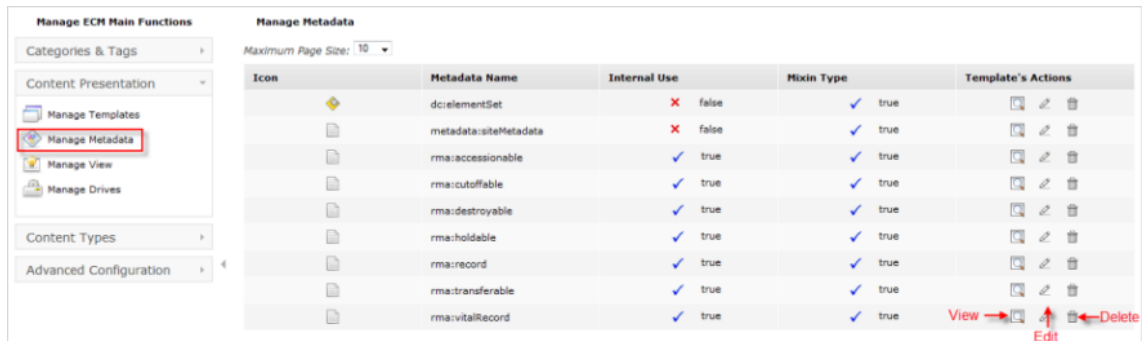 Manage ECM Main Functions
Manage Metadata
Categories & Tags
Maximum Page Size: 10
Content Presentation
Icon Metadata Name Internal Use Mixin Type Template's Actions
Manage Templates
Manage Metadata
Manage View
Manage Drives
Content Types
Advanced Configuration
dc:elementSet false true
metadata:siteMetadata false true
rma:accessionable true true
rma:cutoffable true true
rma:destroyable true true
rma:holdable true true
rma:record true true
rma:transferable true true
rma:vitalRecord true true
View
Delete
Edit